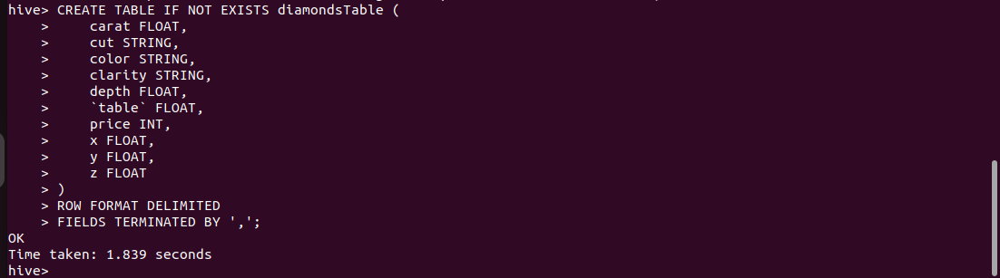 hive> CREATE TABLE IF NOT EXISTS diamondsTable (
    >     carat FLOAT,
    >     cut STRING,
    >     color STRING,
    >     clarity STRING,
    >     depth FLOAT,
    >     `table` FLOAT,
    >     price INT,
    >     x FLOAT,
    >     y FLOAT,
    >     z FLOAT
    > )
    > ROW FORMAT DELIMITED
    > FIELDS TERMINATED BY ',';
OK
Time taken: 1.839 seconds
hive>